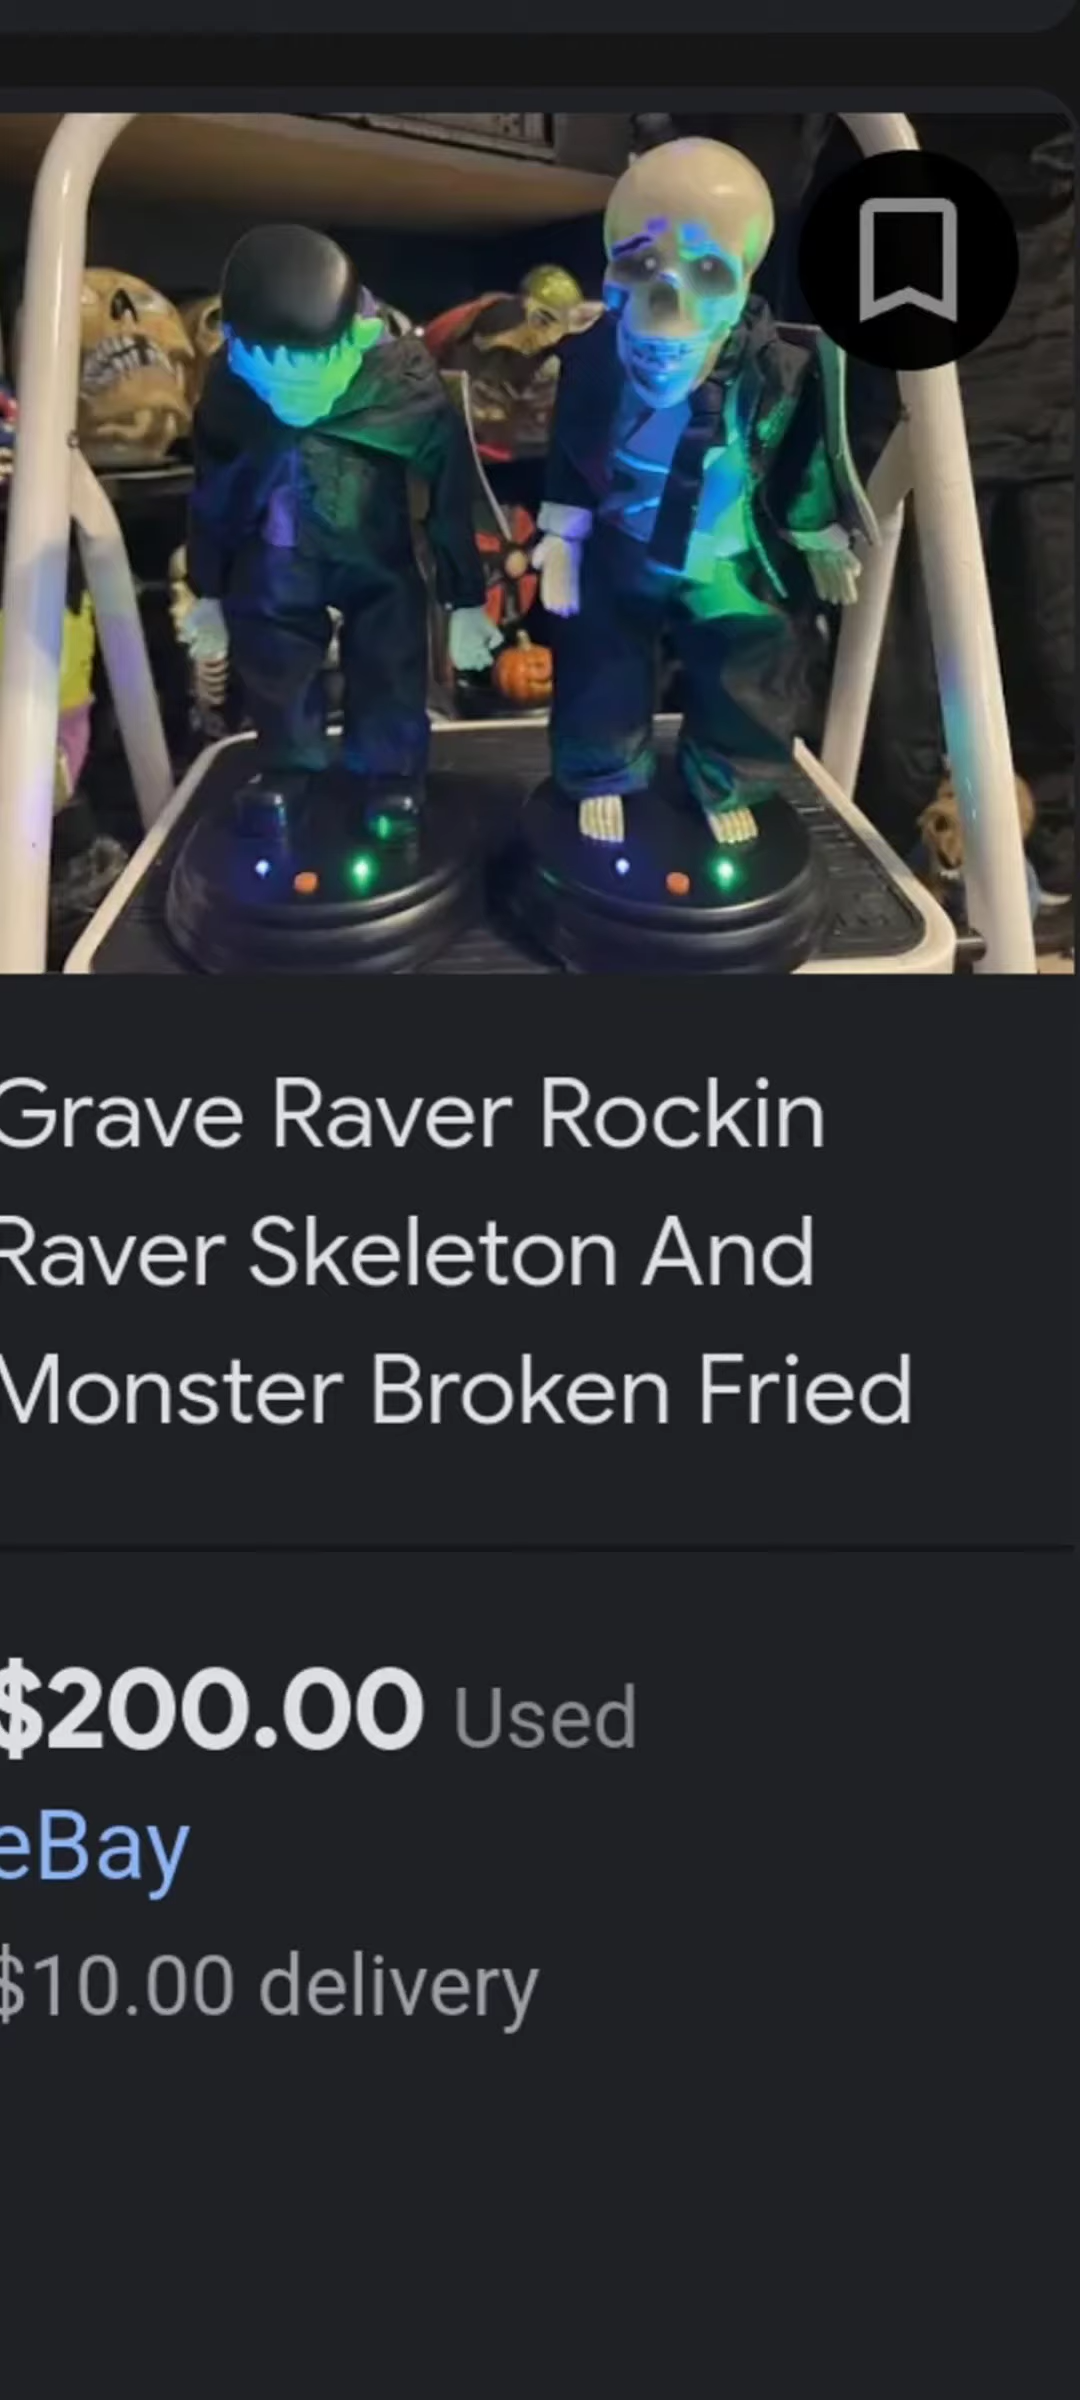 Grave Raver Rockin
Raver Skeleton And
Monster Broken Fried
$200.00 Used
eBay
$10.00 delivery